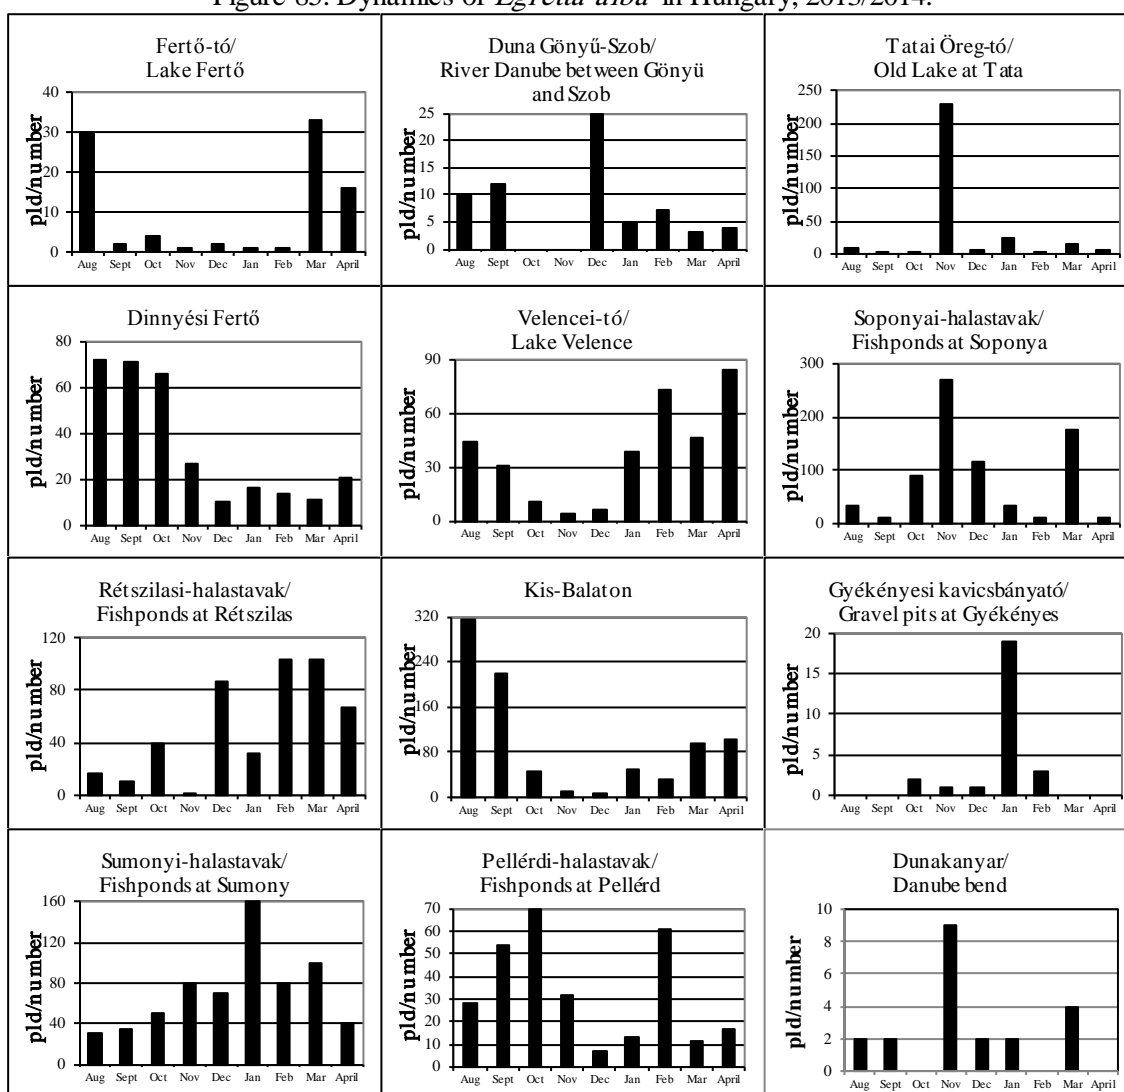 Figure Dynamics of Egretta alba in Hungary, 2013/2014.
Fertő-tó/
Lake Fertő
pld/number
40
30
20
10
0
Aug Sept Oct Nov Dec Jan Feb Mar April
Duna Gönyű-Szob/
River Danube between Gönyü
and Szob
pld/number
25
20
15
10
5
0
Aug Sept Oct Nov Dec Jan Feb Mar April
Tatai Öreg-tó/
Old Lake at Tata
pld/number
250
200
150
100
50
0
Aug Sept Oct Nov Dec Jan Feb Mar April
Dinnyési Fertő
pld/number
80
60
40
20
0
Aug Sept Oct Nov Dec Jan Feb Mar April
Velencei-tó/
Lake Velence
pld/number
90
60
30
0
Aug Sept Oct Nov Dec Jan Feb Mar April
Soponyai-halastavak/
Fishponds at Soponya
pld/number
300
200
100
0
Aug Sept Oct Nov Dec Jan Feb Mar April
Rétszilasi-halastavak/
Fishponds at Rétszilas
pld/number
120
80
40
0
Aug Sept Oct Nov Dec Jan Feb Mar April
Kis-Balaton
pld/number
320
240
160
80
0
Aug Sept Oct Nov Dec Jan Feb Mar April
Gyékényesi kavicsbányató/
Gravel pits at Gyékényes
pld/number
20
15
10
5
0
Aug Sept Oct Nov Dec Jan Feb Mar April
Sumonyi-halastavak/
Fishponds at Sumony
pld/number
160
120
80
40
0
Aug Sept Oct Nov Dec Jan Feb Mar April
Pellérdi-halastavak/
Fishponds at Pellérd
pld/number
70
60
50
40
30
20
10
0
Aug Sept Oct Nov Dec Jan Feb Mar April
Dunakanyar/
Danube bend
pld/number
10
8
6
4
2
0
Aug Sept Oct Nov Dec Jan Feb Mar April